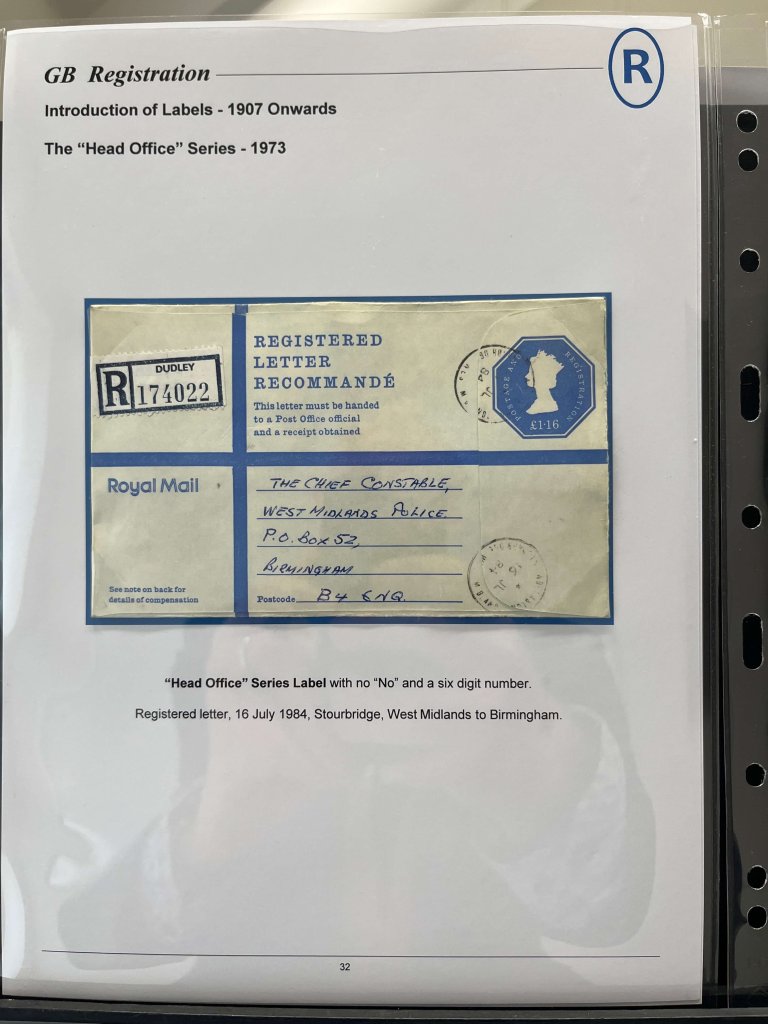 GB Registration
R
Introduction of Labels - 1907 Onwards
The “Head Office” Series - 1973
DUDLEY
R 174022
REGISTERED
LETTER
RECOMMANDÉ
This letter must be handed
to a Post Office official
and a receipt obtained
POSTAGE AND REGISTRATION
£1·16
Royal Mail
THE CHIEF CONSTABLE,
WEST MIDLANDS POLICE.
P.O. BOX 52,
BIRMINGHAM
Postcode B4 6NQ.
See note on back for
details of compensation
“Head Office” Series Label with no “No” and a six digit number.
Registered letter, 16 July 1984, Stourbridge, West Midlands to Birmingham.
32